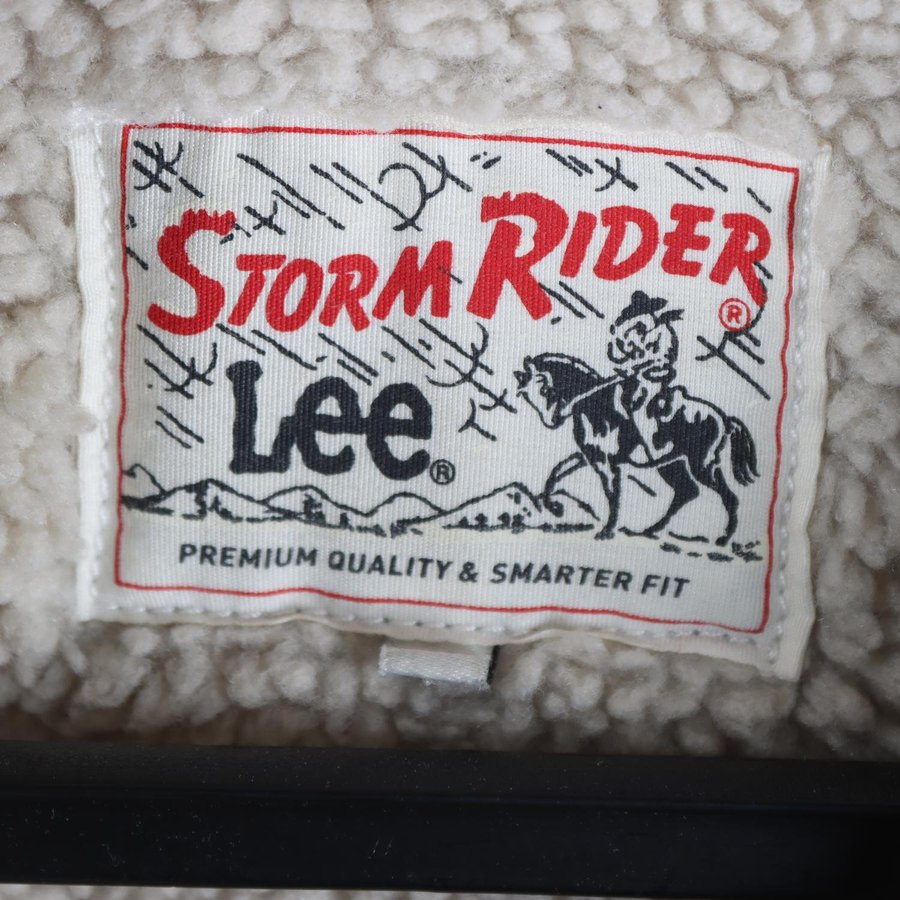 STORM RIDER®
Lee®
PREMIUM QUALITY & SMARTER FIT